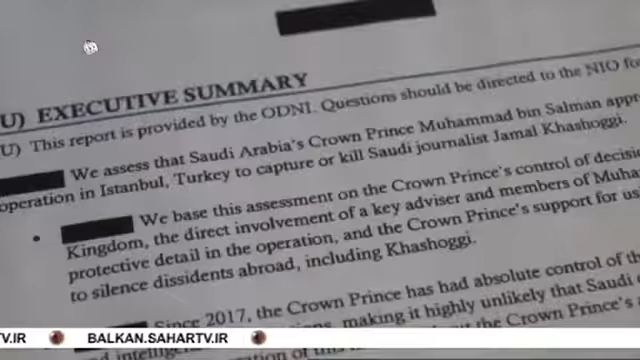 U) EXECUTIVE SUMMARY
U) This report is provided by the ODNI. Questions should be directed to the NIO for
We assess that Saudi Arabia's Crown Prince Muhammad bin Salman appr
operation in Istanbul, Turkey to capture or kill Saudi journalist Jamal Khashoggi.
• We base this assessment on the Crown Prince's control of decisio
Kingdom, the direct involvement of a key adviser and members of Muha
protective detail in the operation, and the Crown Prince's support for us
to silence dissidents abroad, including Khashoggi.
Since 2017, the Crown Prince has had absolute control of th
making it highly unlikely that Saudi
the Crown Prince's
TV.IR BALKAN.SAHARTV.IR